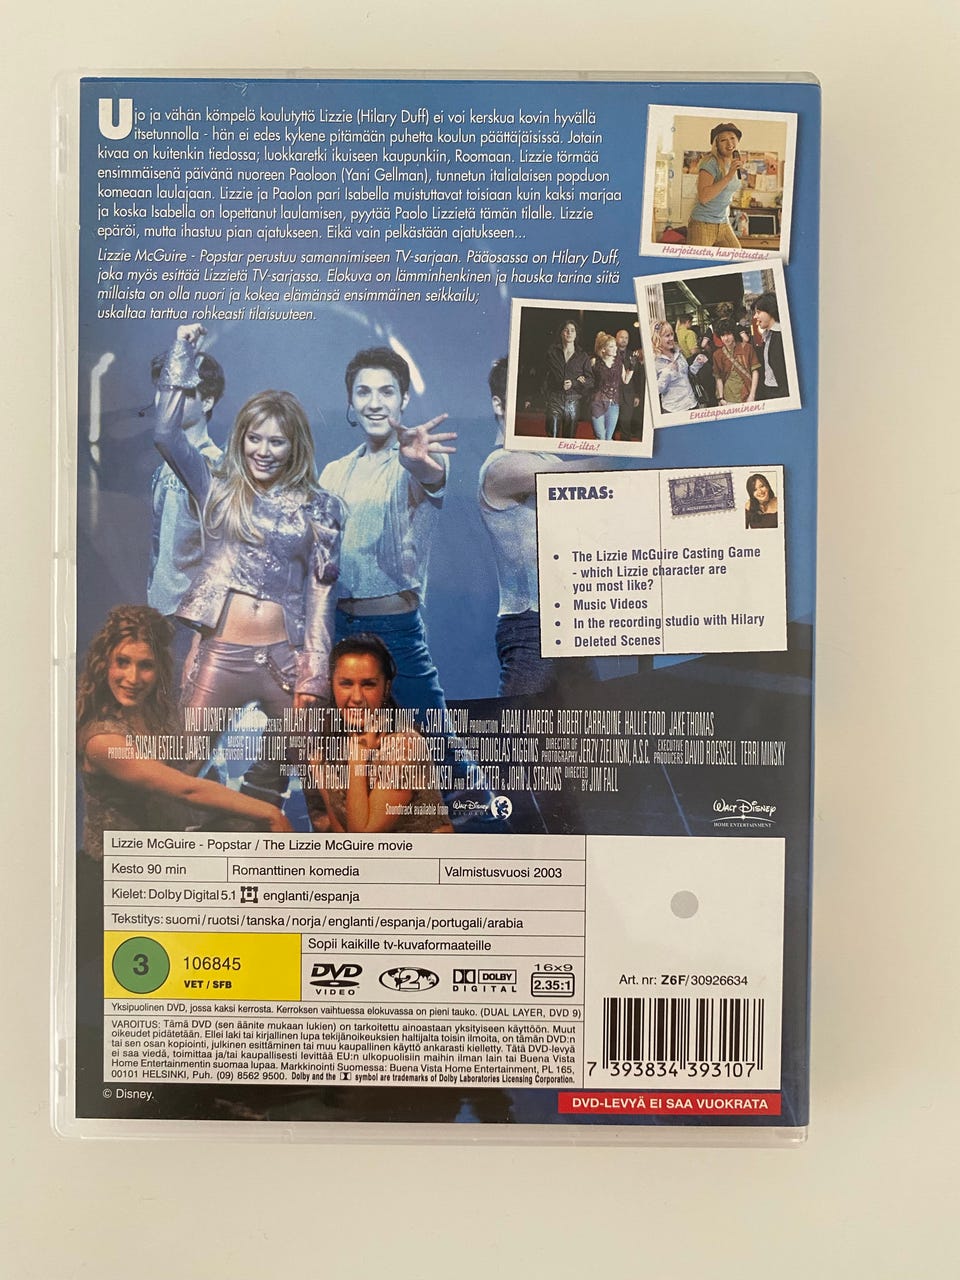 Ujo ja vähän kömpelö koulutyttö Lizzie (Hilary Duff) ei voi kerskua kovin hyvällä
itsetunnolla - hän ei edes kykene pitämään puhetta koulun päättäjäisissä. Jotain
kivaa on kuitenkin tiedossa; luokkaretki ikuiseen kaupunkiin, Roomaan. Lizzie törmää
ensimmäisenä päivänä nuoreen Paoloon (Yani Gellman), tunnetun italialaisen popduon
komeaan laulajaan. Lizzie ja Paolon pari Isabella muistuttavat toisiaan kuin kaksi marjaa
ja koska Isabella on lopettanut laulamisen, pyytää Paolo Lizzietä tämän tilalle. Lizzie
epäröi, mutta ihastuu pian ajatukseen. Eikä vain pelkästään ajatukseen...
Lizzie McGuire - Popstar perustuu samannimiseen TV-sarjaan. Pääosassa on Hilary Duff,
joka myös esittää Lizzietä TV-sarjassa. Elokuva on lämminhenkinen ja hauska tarina siitä
millaista on olla nuori ja kokea elämänsä ensimmäinen seikkailu;
uskaltaa tarttua rohkeasti tilaisuuteen.
Harjoitusta, harjoitusta!
Ensitapaaminen!
Ensi-ilta!
EXTRAS:
• The Lizzie McGuire Casting Game
- which Lizzie character are
you most like?
• Music Videos
• In the recording studio with Hilary
• Deleted Scenes
WALT DISNEY PICTURES PRESENTS HILARY DUFF "THE LIZZIE McGUIRE MOVIE" A STAN ROGOW PRODUCTION ADAM LAMBERG ROBERT CARRADINE HALLIE TODD JAKE THOMAS
CO-PRODUCER SUSAN ESTELLE JANSEN MUSIC SUPERVISOR ELLIOT LURIE MUSIC BY CLIFF EIDELMAN EDITOR MARGIE GOODSPEED PRODUCTION DESIGNER DOUGLAS HIGGINS DIRECTOR OF PHOTOGRAPHY JERZY ZIELINSKI, A.S.C. EXECUTIVE PRODUCERS DAVID ROESSELL TERRI MINSKY
PRODUCED BY STAN ROGOW WRITTEN BY SUSAN ESTELLE JANSEN AND ED DECTER & JOHN J. STRAUSS DIRECTED BY JIM FALL
Soundtrack available from Walt Disney RECORDS
Walt Disney
HOME ENTERTAINMENT
Lizzie McGuire - Popstar / The Lizzie McGuire movie
Kesto 90 min Romanttinen komedia Valmistusvuosi 2003
Kielet: Dolby Digital 5.1 englanti/espanja
Tekstitys: suomi/ruotsi/tanska/norja/englanti/espanja/portugali/arabia
3 106845
VET / SFB
Sopii kaikille tv-kuvaformaateille
DVD VIDEO 2 DOLBY DIGITAL 16x9 2.35:1
Yksipuolinen DVD, jossa kaksi kerrosta. Kerroksen vaihtuessa elokuvassa on pieni tauko. (DUAL LAYER, DVD 9)
VAROITUS: Tämä DVD (sen äänite mukaan lukien) on tarkoitettu ainoastaan yksityiseen käyttöön. Muut
oikeudet pidätetään. Ellei laki tai kirjallinen lupa tekijänoikeuksien haltijalta toisin ilmoita, on tämän DVD:n
tai sen osan kopiointi, julkinen esittäminen tai muu kaupallinen käyttö ankarasti kielletty. Tätä DVD-levyä
ei saa viedä, toimittaa ja/tai kaupallisesti levittää EU:n ulkopuolisiin maihin ilman lain tai Buena Vista
Home Entertainmentin suomaa lupaa. Markkinointi Suomessa: Buena Vista Home Entertainment, PL 165,
00101 HELSINKI, Puh. (09) 8562 9500. Dolby and the symbol are trademarks of Dolby Laboratories Licensing Corporation.
Art. nr: Z6F/30926634
7 393834 393107
© Disney.
DVD-LEVYÄ EI SAA VUOKRATA